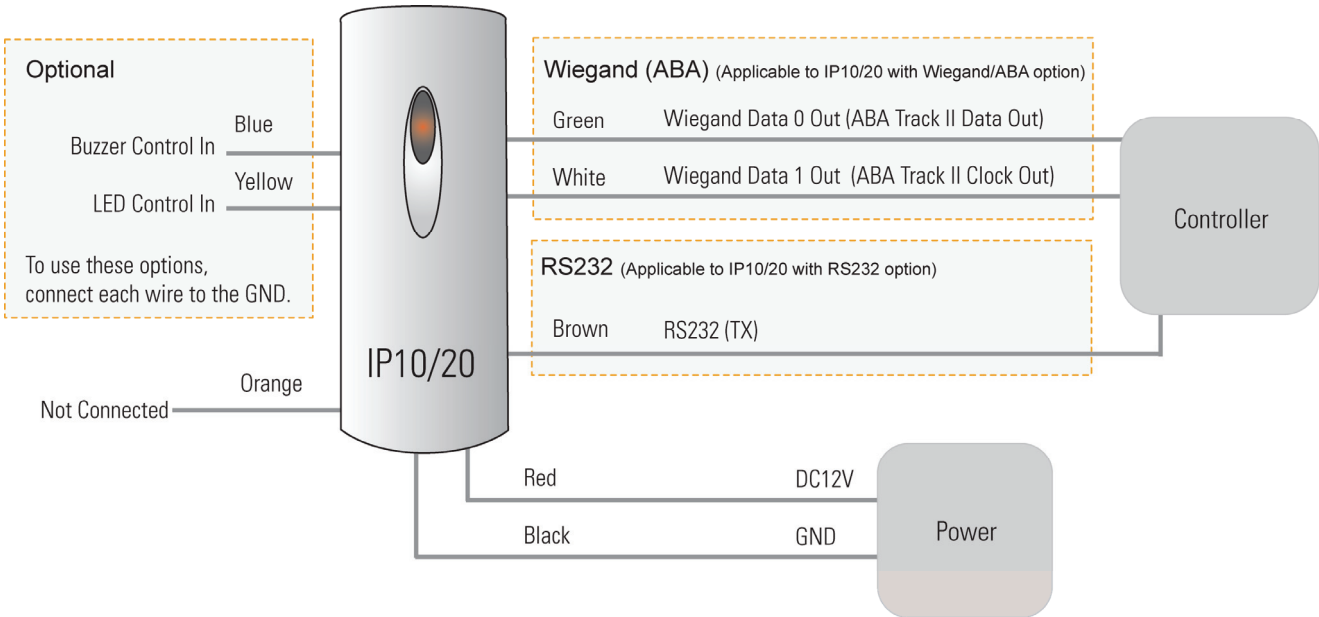 Optional
Blue
Buzzer Control In
Yellow
LED Control In
To use these options,
connect each wire to the GND.
Orange
Not Connected
IP10/20
Wiegand (ABA) (Applicable to IP10/20 with Wiegand/ABA option)
Green Wiegand Data 0 Out (ABA Track II Data Out)
White Wiegand Data 1 Out (ABA Track II Clock Out)
RS232 (Applicable to IP10/20 with RS232 option)
Brown RS232 (TX)
Controller
Red DC12V
Black GND
Power